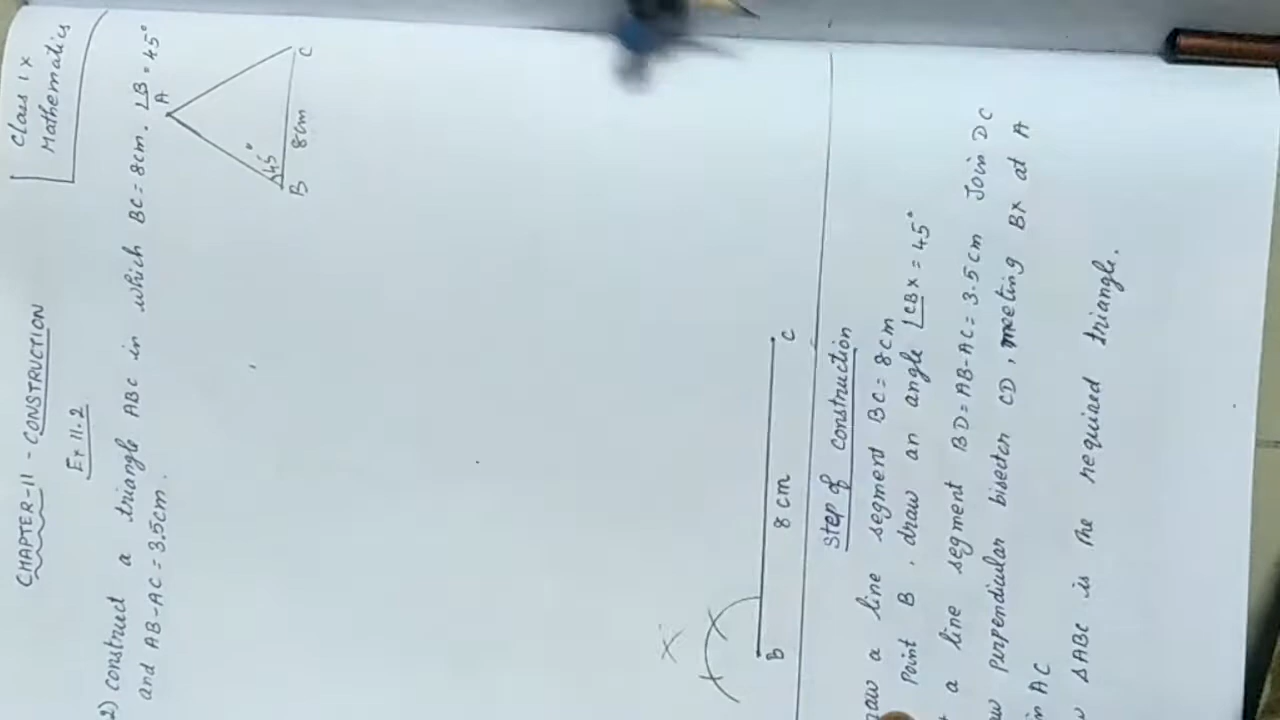 Class IX
Mathematics
CHAPTER-11 - CONSTRUCTION
Ex 11.2
2) construct a triangle ABC in which BC = 8cm. ∠B = 45°
and AB-AC = 3.5cm.
A
45°
B
8cm
C
B
8 cm
C
Step of construction
a line segment BC = 8cm
Point B, draw an angle ∠CBX = 45°
a line segment BD = AB-AC = 3.5cm Join DC
perpendicular bisector CD, meeting BX at A
AC
ΔABC is the required triangle.